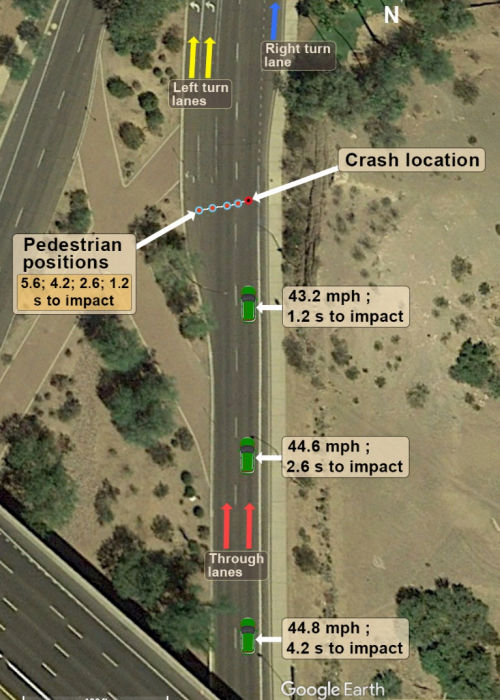 N
Right turn
lane
Left turn
lanes
Crash location
Pedestrian
positions
5.6; 4.2; 2.6; 1.2
s to impact
43.2 mph ;
1.2 s to impact
44.6 mph ;
2.6 s to impact
Through
lanes
44.8 mph ;
4.2 s to impact
Google Earth